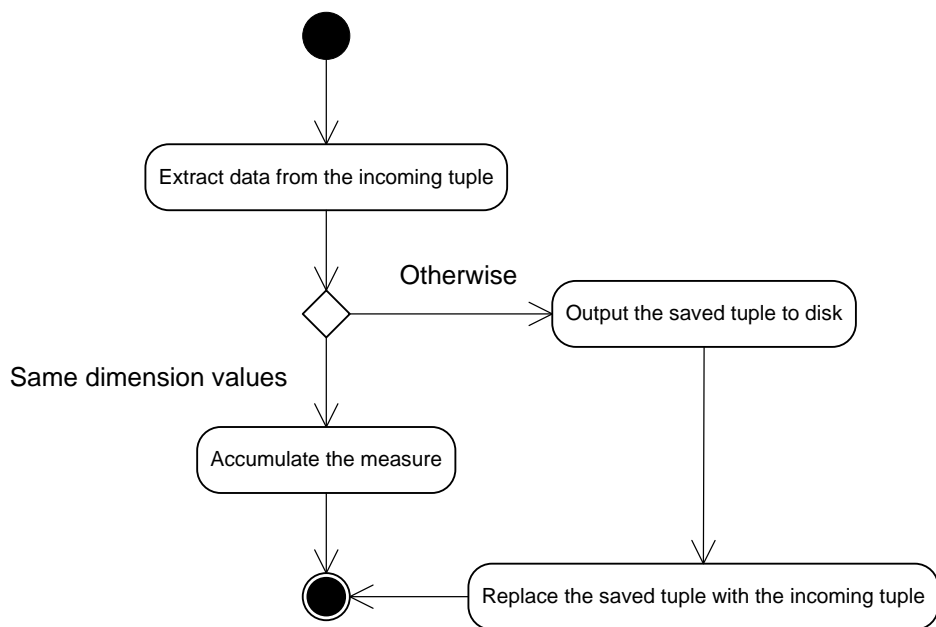 Extract data from the incoming tuple
Otherwise
Output the saved tuple to disk
Same dimension values
Accumulate the measure
Replace the saved tuple with the incoming tuple